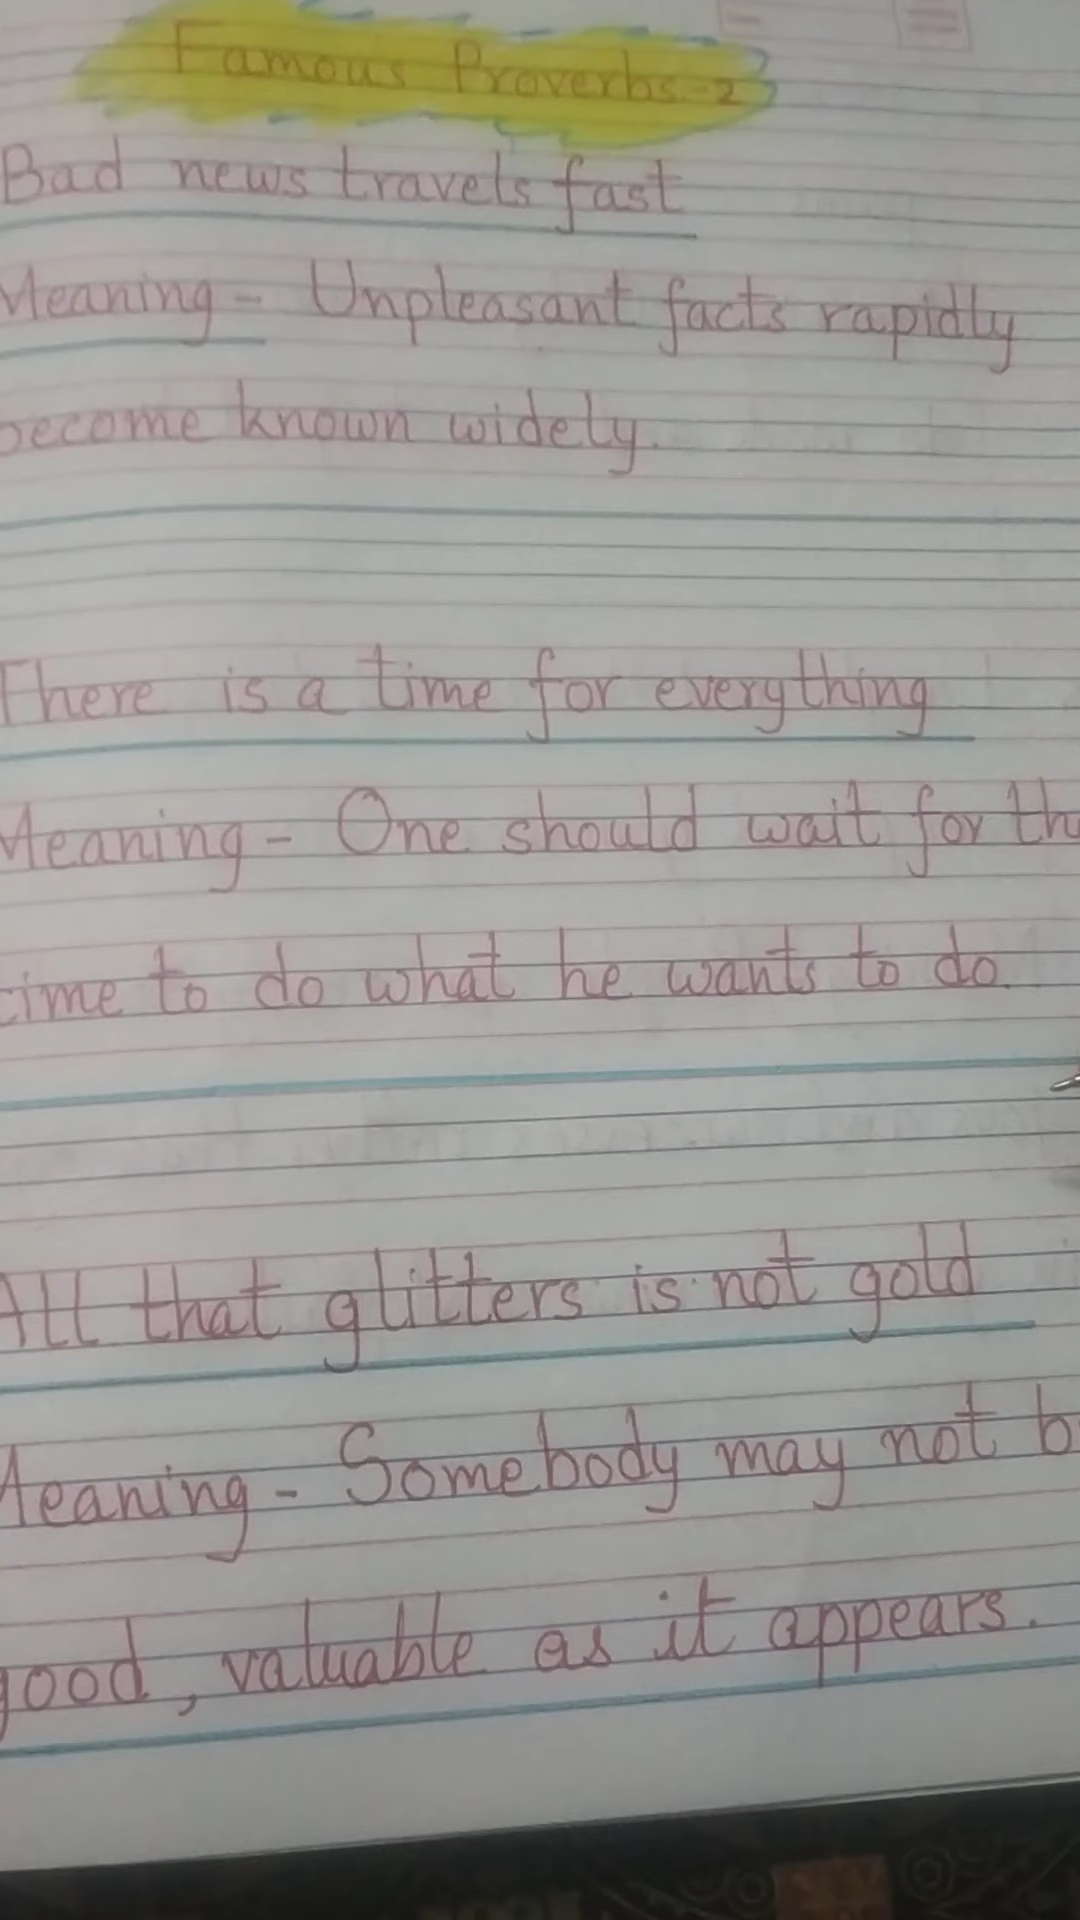 Famous Proverbs-2
Bad news travels fast
Meaning - Unpleasant facts rapidly
become known widely.
There is a time for everything
Meaning - One should wait for th
time to do what he wants to do.
All that glitters is not gold
Meaning - Somebody may not b
good, valuable as it appears.